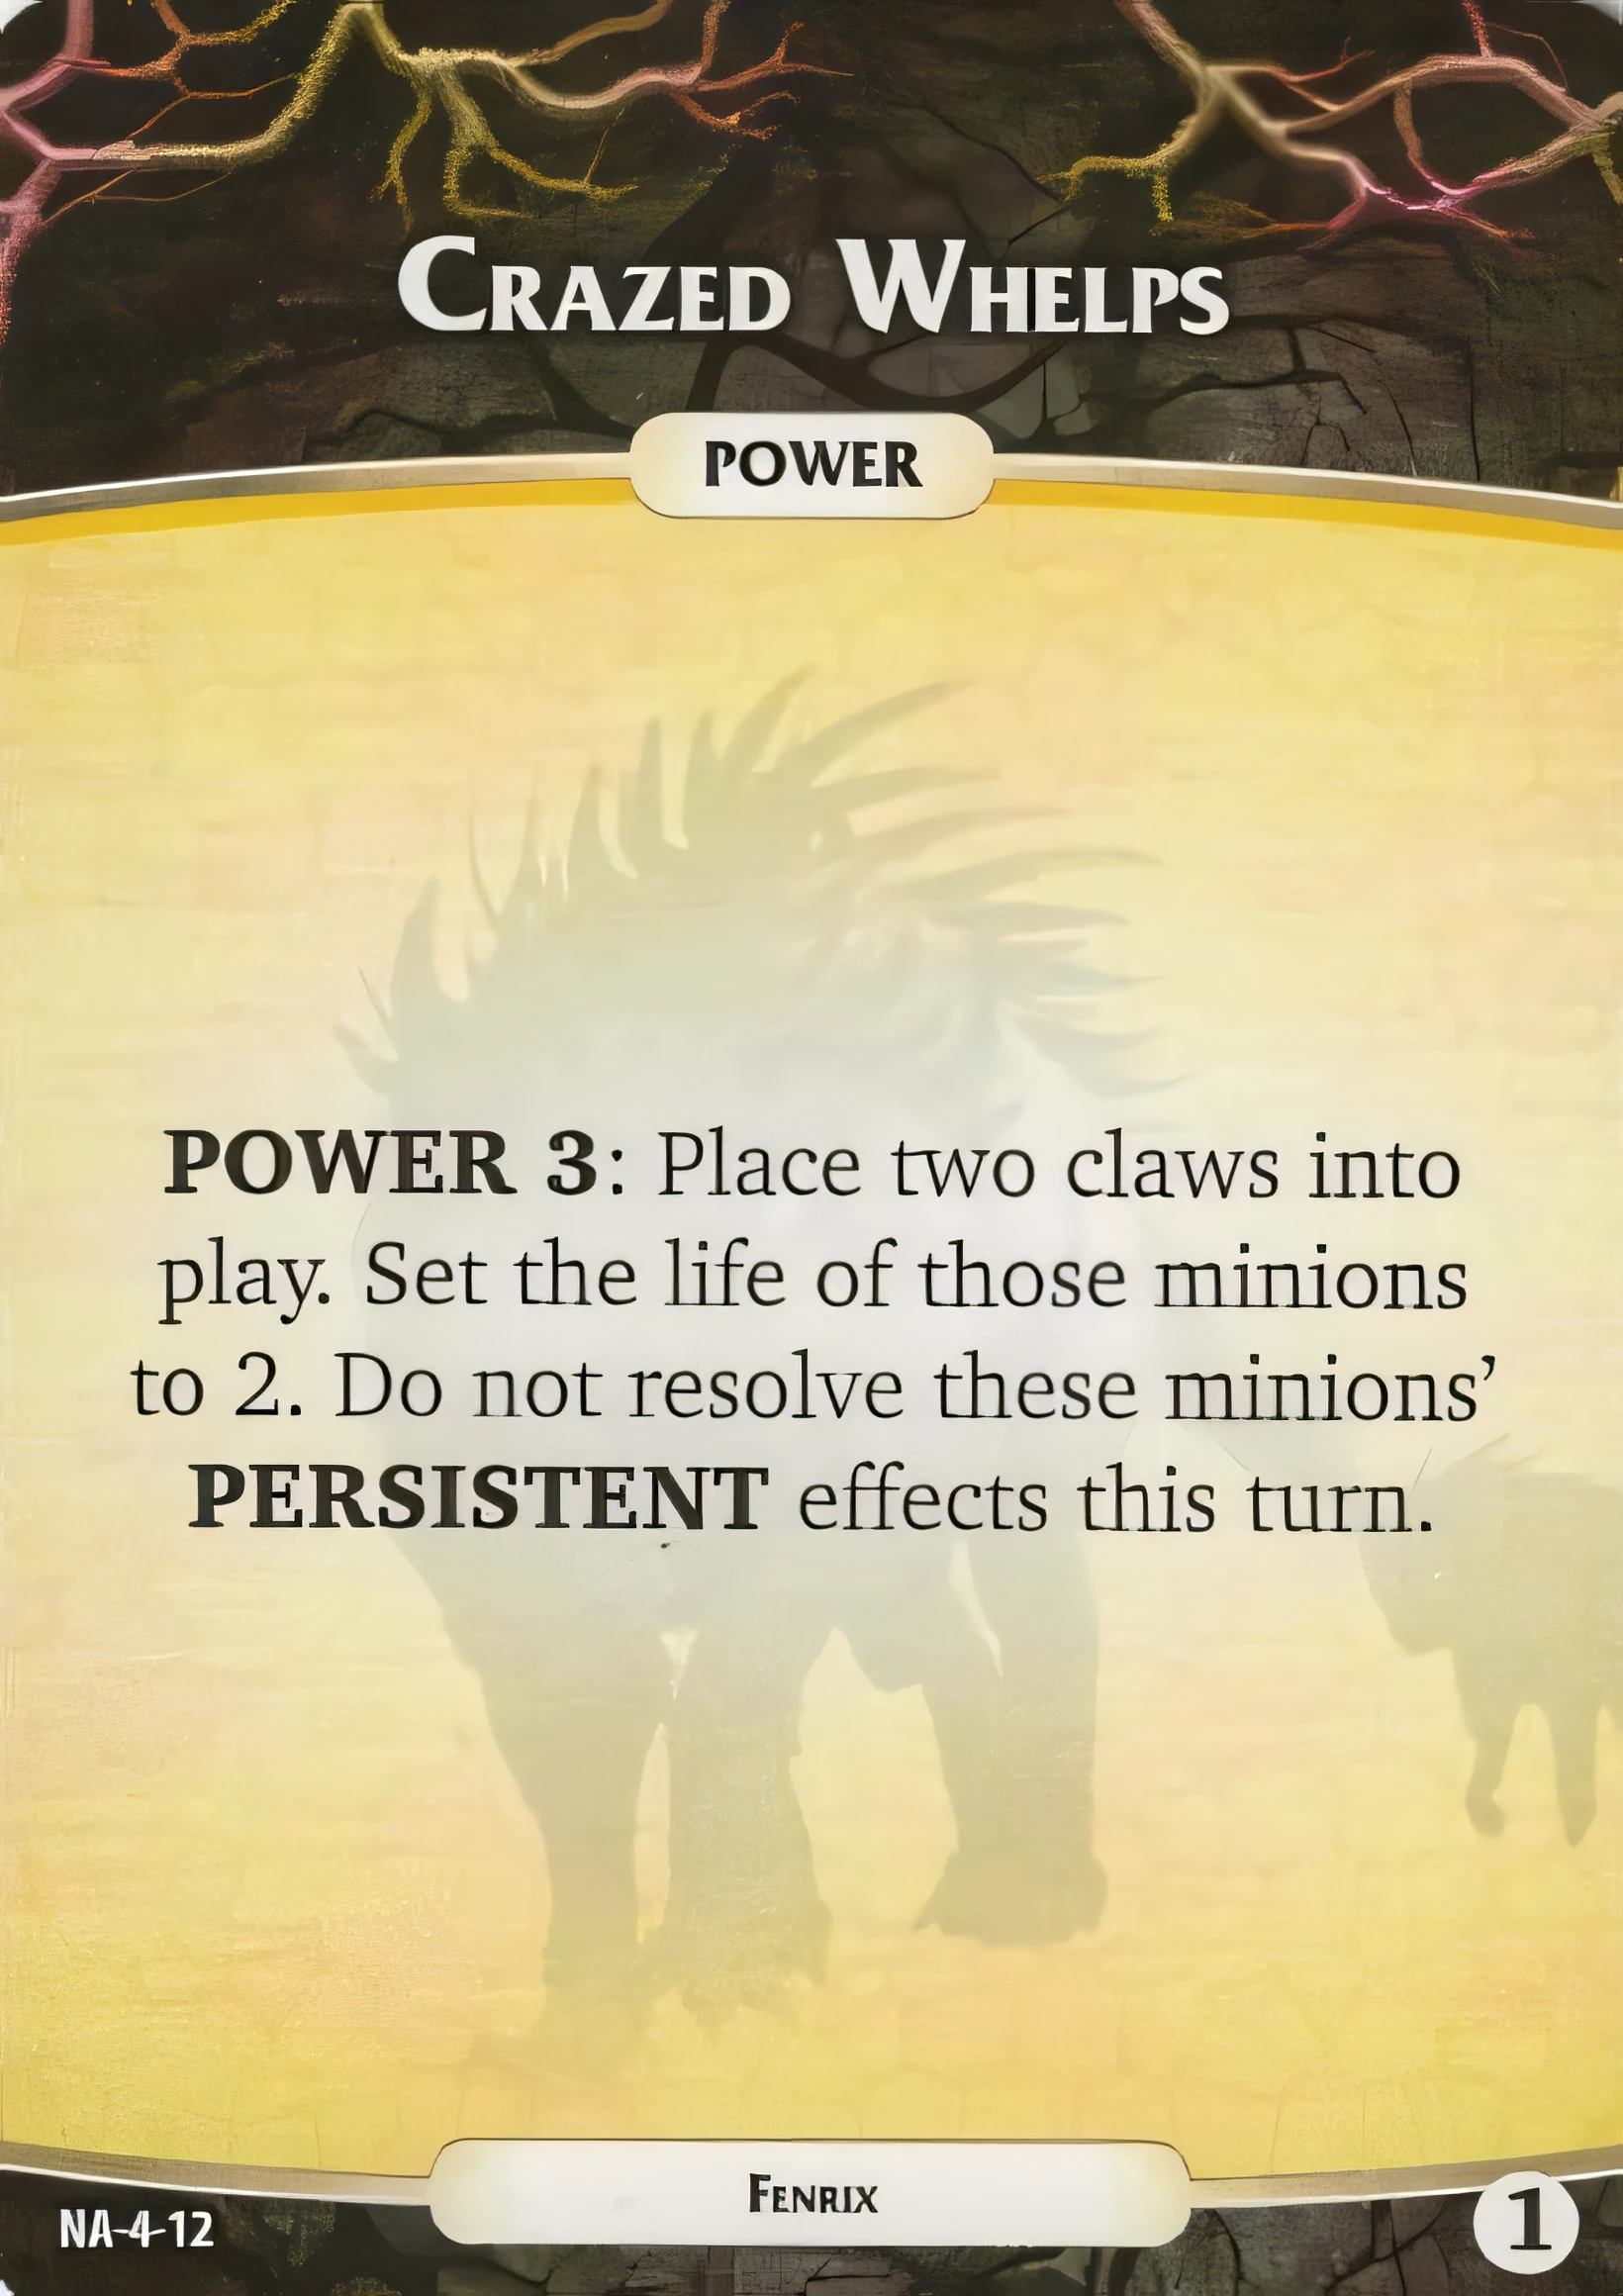 Crazed Whelps
POWER
POWER 3: Place two claws into
play. Set the life of those minions
to 2. Do not resolve these minions’
PERSISTENT effects this turn.
Fenrix
NA-4-12
1